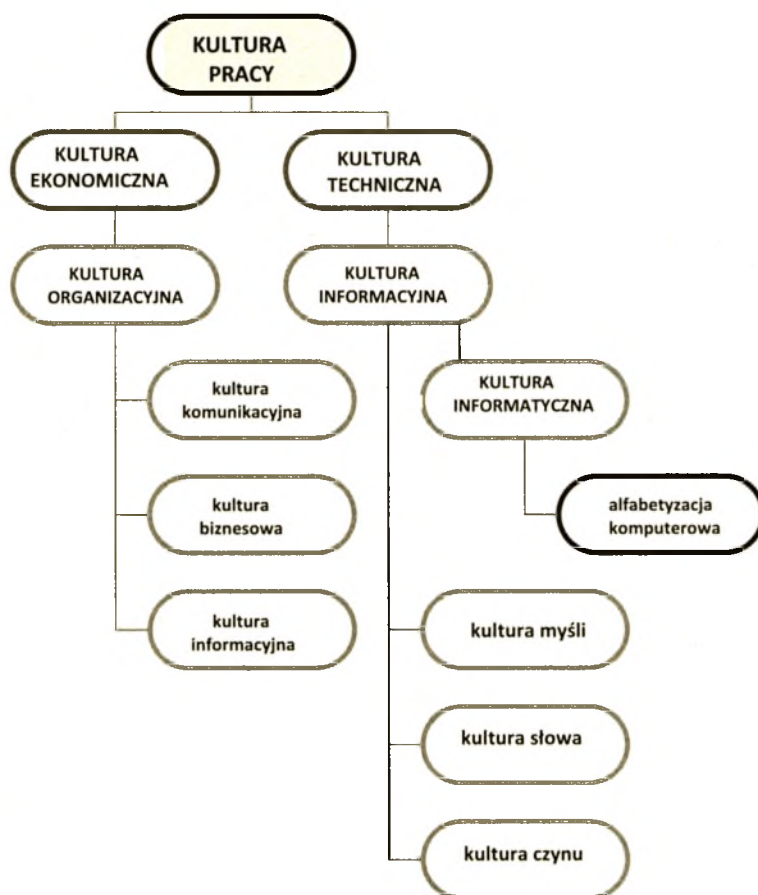 KULTURA
PRACY
KULTURA
EKONOMICZNA
KULTURA
TECHNICZNA
KULTURA
ORGANIZACYJNA
KULTURA
INFORMACYJNA
kultura
komunikacyjna
KULTURA
INFORMATYCZNA
kultura
biznesowa
alfabetyzacja
komputerowa
kultura
informacyjna
kultura myśli
kultura słowa
kultura czynu